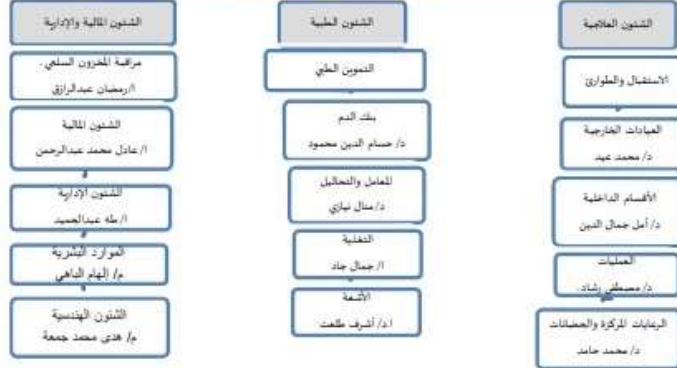 الشئون العلاجية
الاستقبال والطوارئ
العيادات الخارجية
د/ محمد عيد
الأقسام الداخلية
د/ أمل جمال الدين
العمليات
د/ مصطفى رشاد.
الرعايات المركزة والحضانات
د/ محمد حامد
الشئون الطبية
التموين الطبي
بنك الدم
د/ حسام الدين محمود
المعامل والتحاليل
د/ منال نيازي
التغذية
ا/ جمال جاد
الأشعة
ا.د/ أشرف طلعت
الشئون المالية والإدارية
مراقبة المخزون السلعي.
ا/ رمضان عبدالرازق
الشئون المالية
ا/ عادل محمد عبدالرحمن
الشئون الإدارية
ا/ طه عبدالحميد
الموارد البشرية
م/ إلهام الباهي
الشئون الهندسية
م/ هدى محمد جمعة